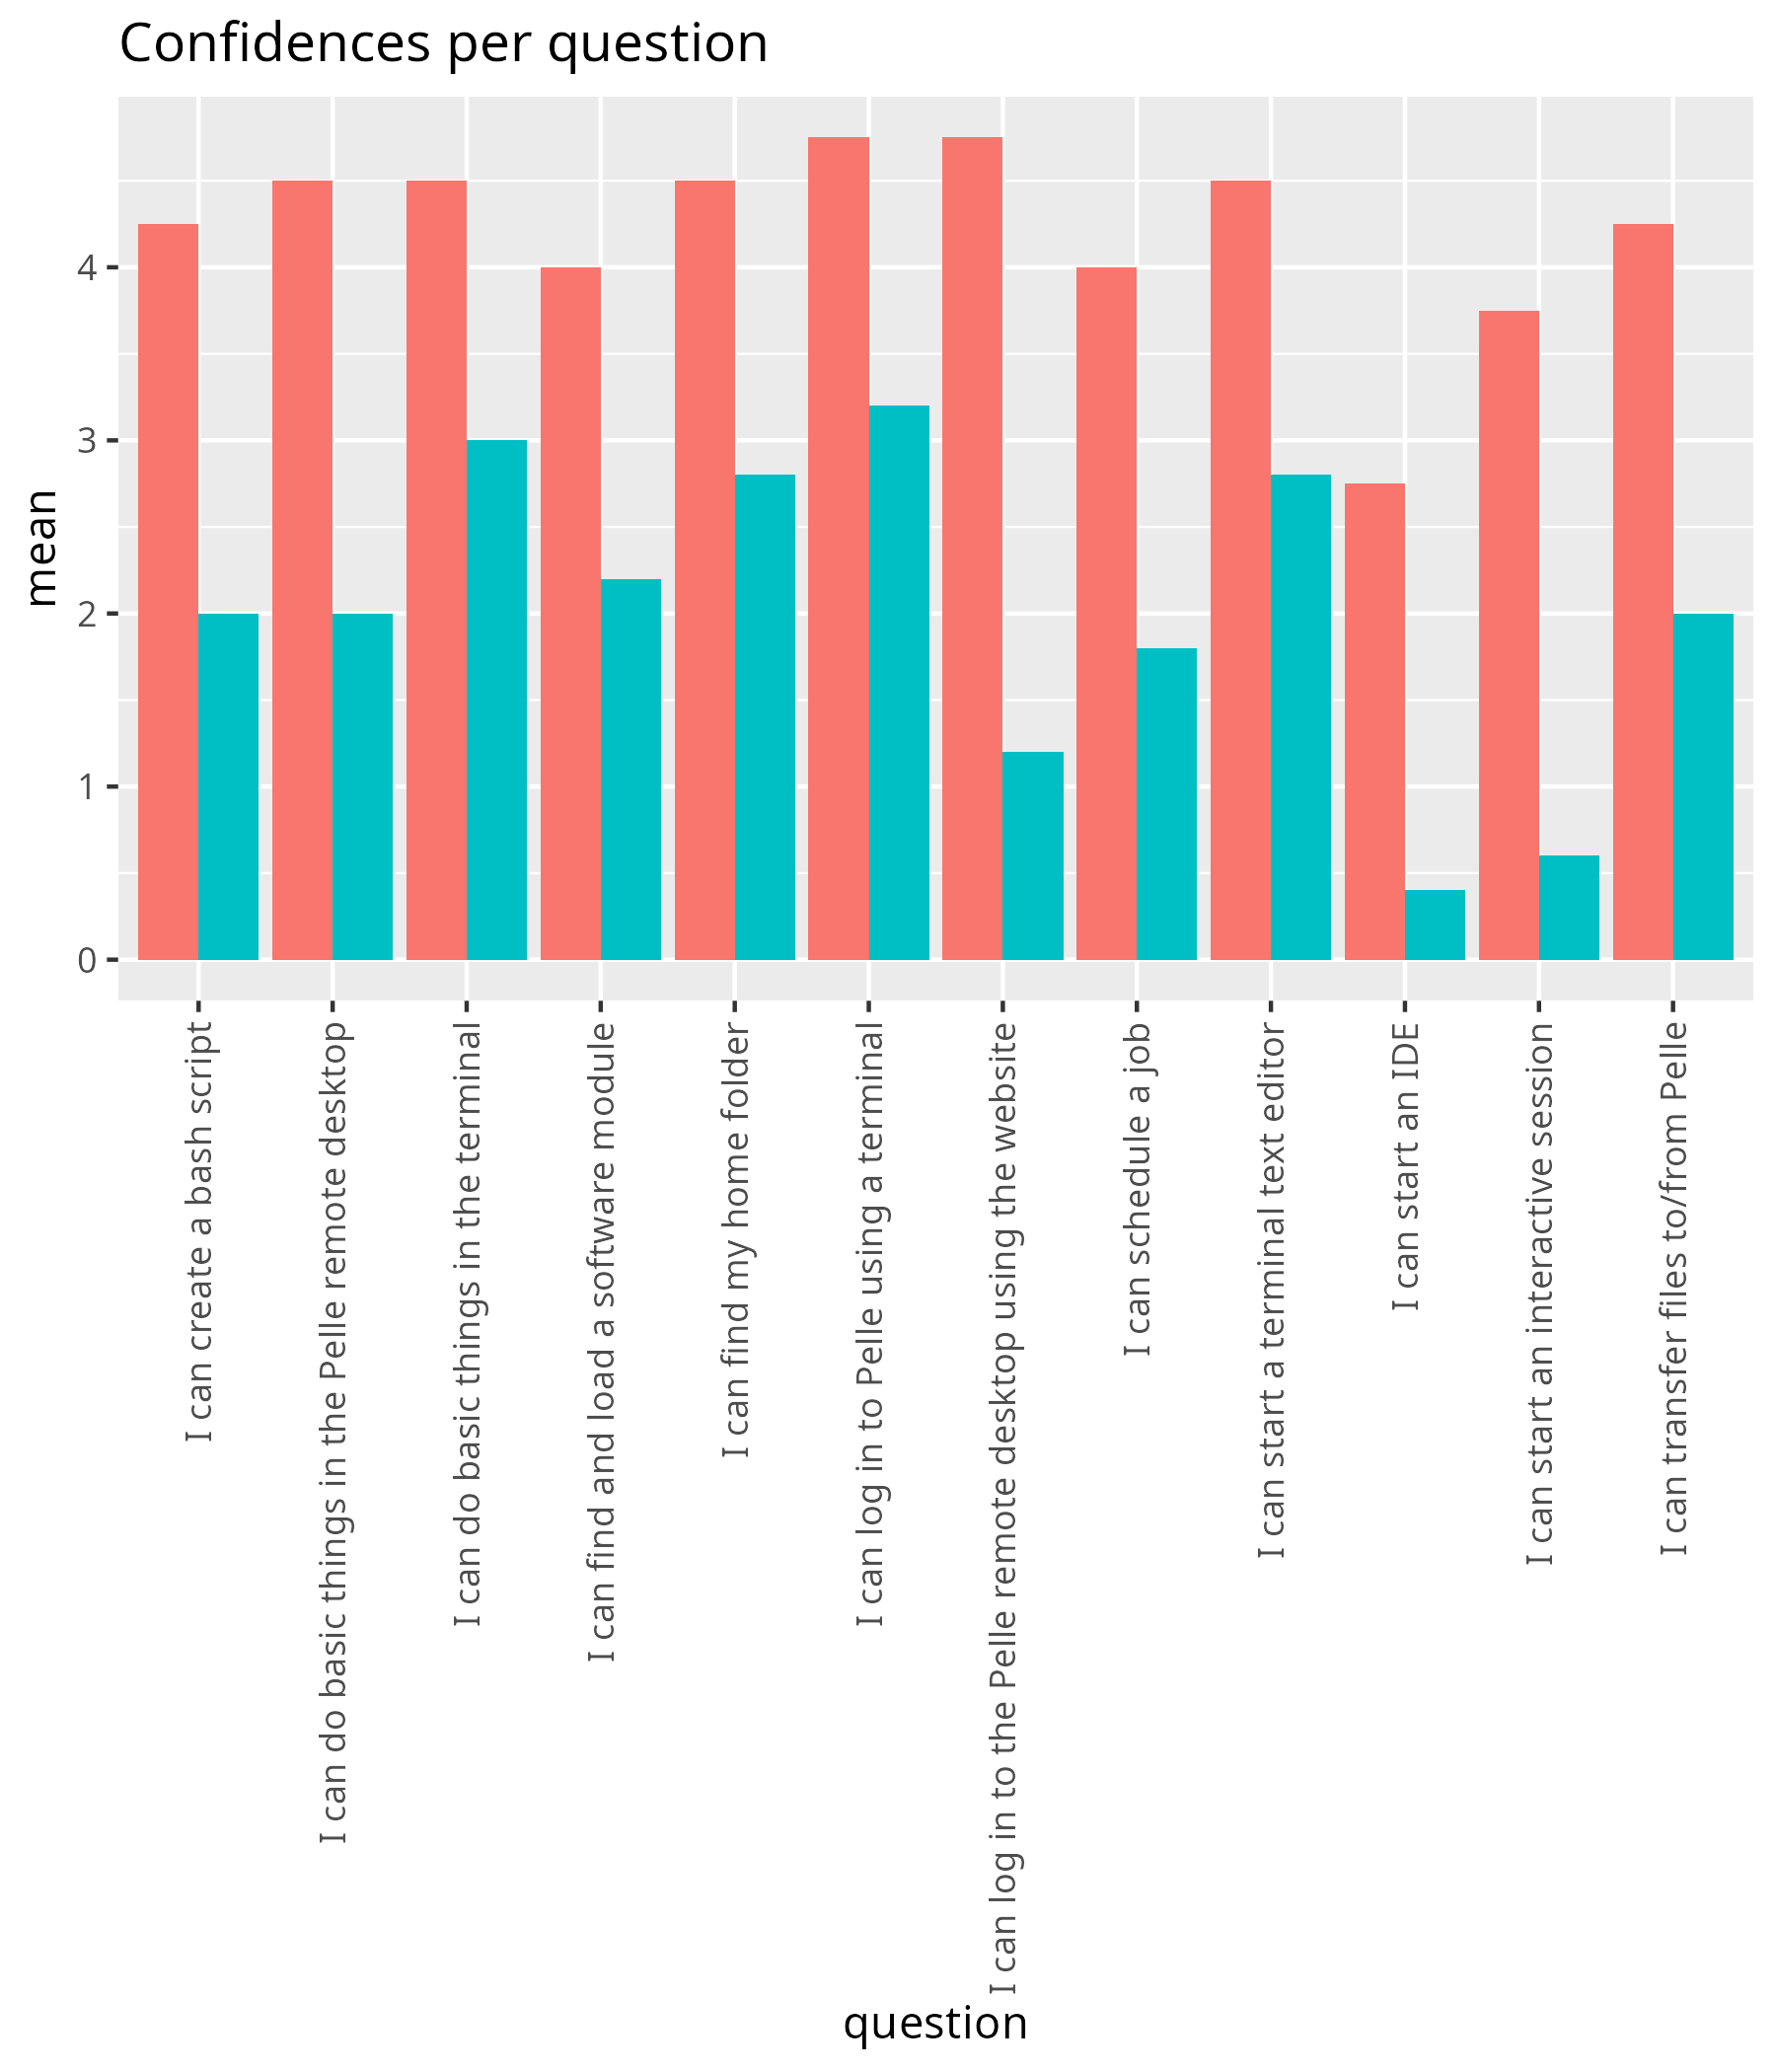 Confidences per question
mean
4
3
2
1
0
I can create a bash script
I can do basic things in the Pelle remote desktop
I can do basic things in the terminal
I can find and load a software module
I can find my home folder
I can log in to Pelle using a terminal
I can log in to the Pelle remote desktop using the website
I can schedule a job
I can start a terminal text editor
I can start an IDE
I can start an interactive session
I can transfer files to/from Pelle
question